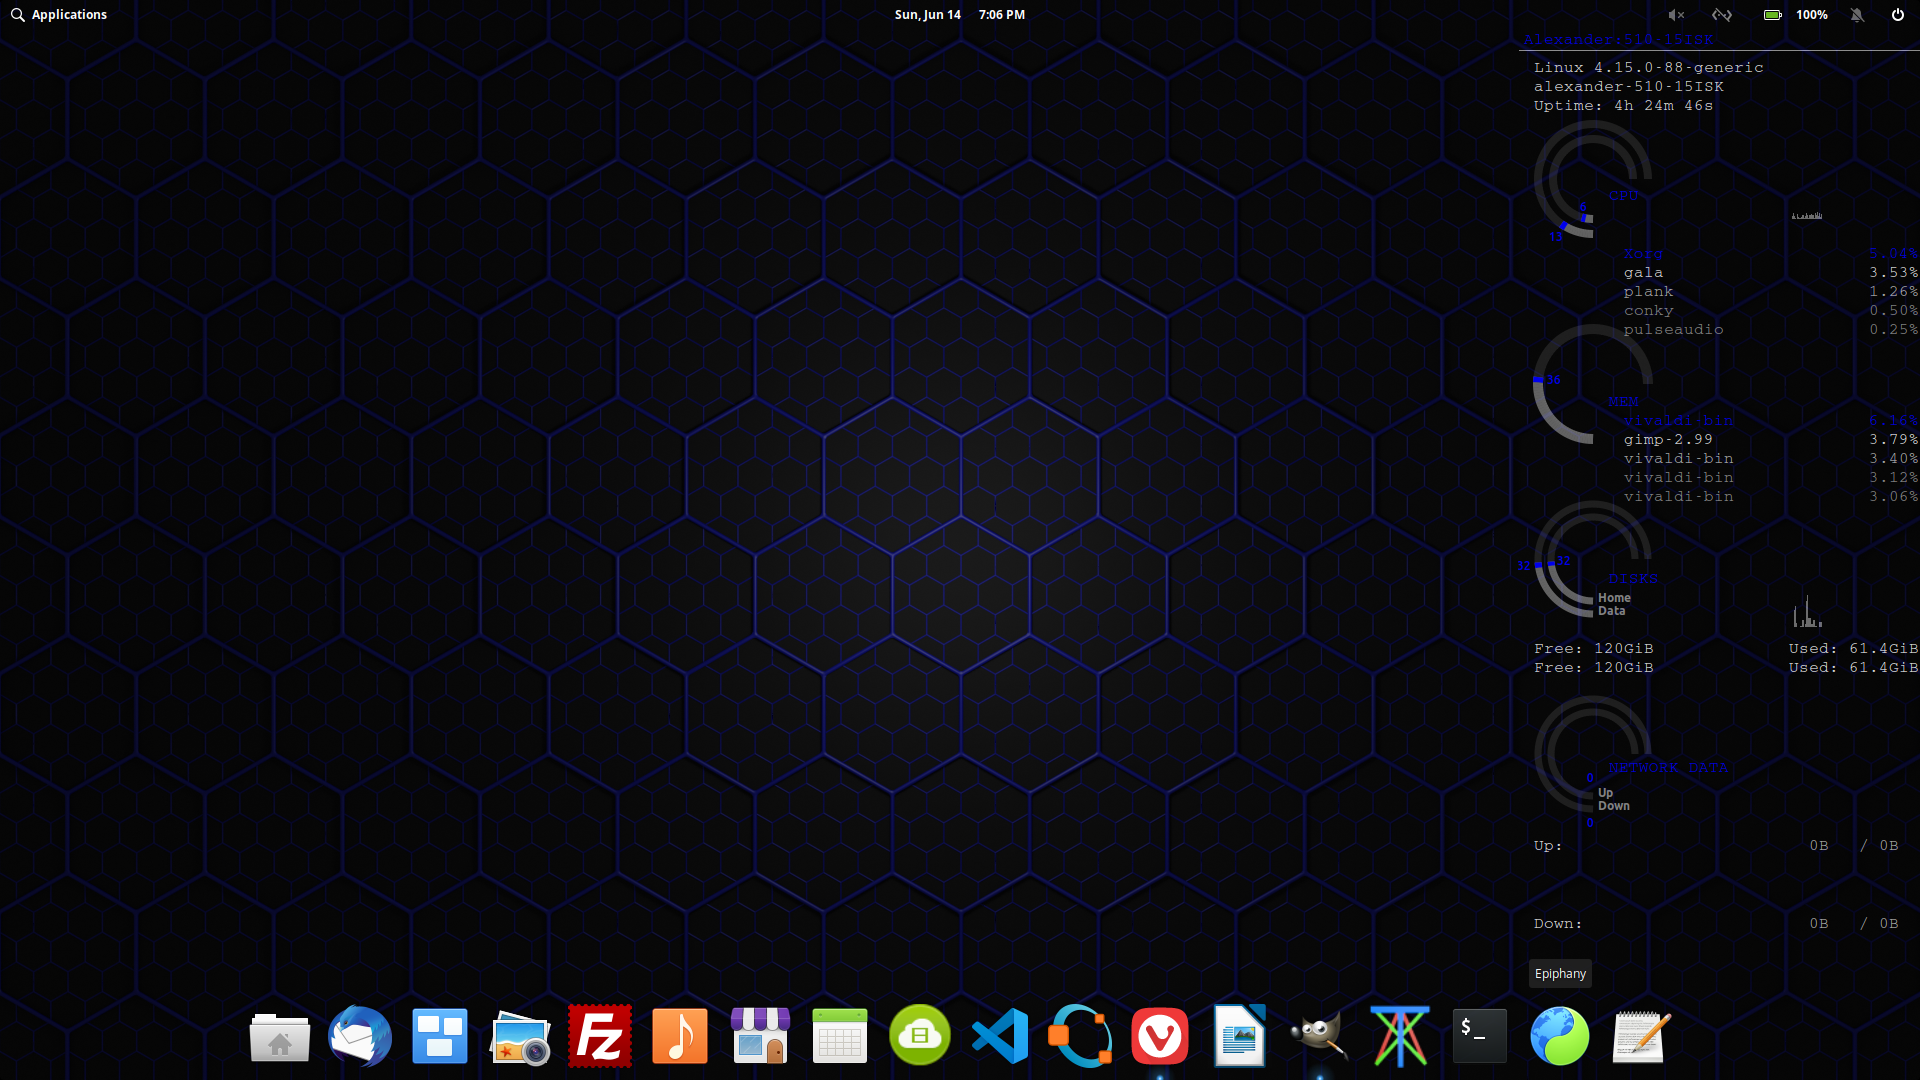 Applications
Sun, Jun 14 7:06 PM
100%
Alexander:510-15ISK
Linux 4.15.0-88-generic
alexander-510-15ISK
Uptime: 4h 24m 46s
CPU
6
13
Xorg 5.04%
gala 3.53%
plank 1.26%
conky 0.50%
pulseaudio 0.25%
36
MEM
vivaldi-bin 6.16%
gimp-2.99 3.79%
vivaldi-bin 3.40%
vivaldi-bin 3.12%
vivaldi-bin 3.06%
32 32
DISKS
Home
Data
Free: 120GiB Used: 61.4GiB
Free: 120GiB Used: 61.4GiB
NETWORK DATA
0
Up
Down
0
Up: 0B / 0B
Down: 0B / 0B
Epiphany
Fz
$_